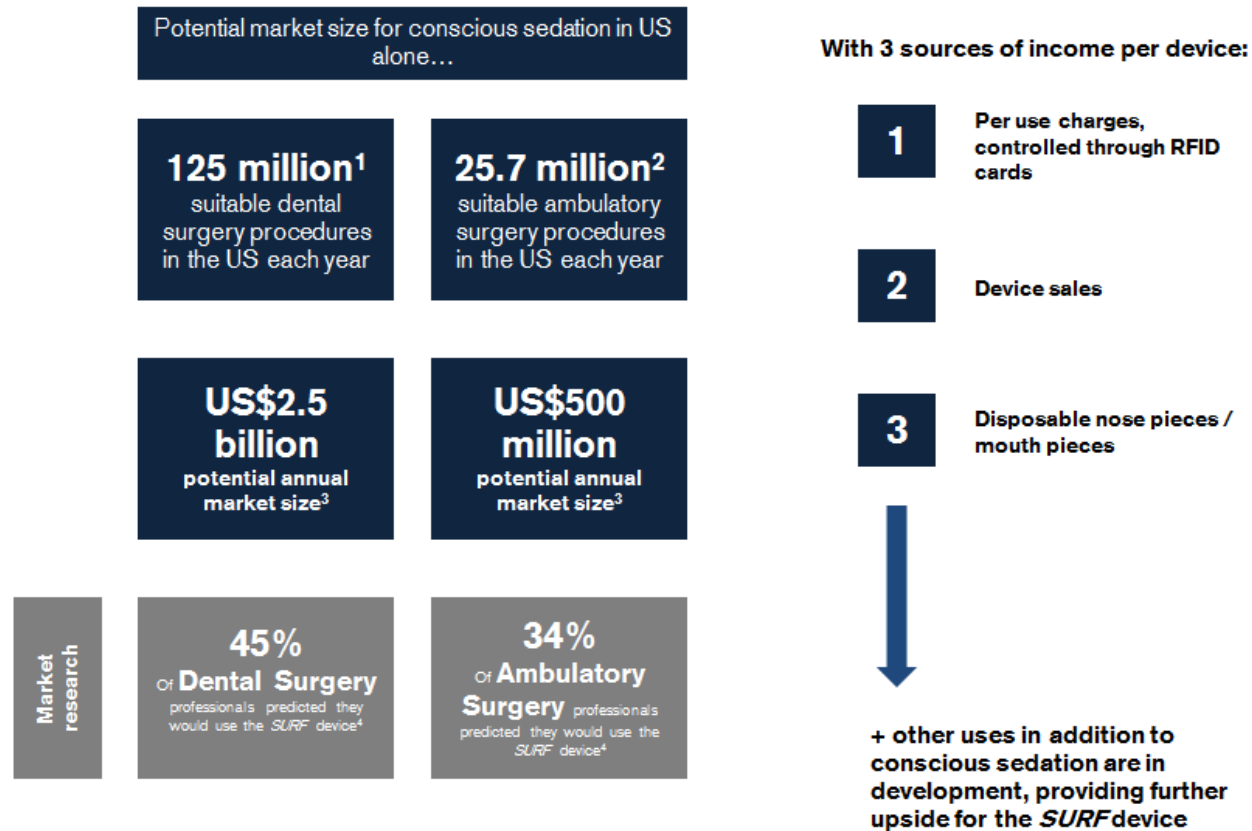 Potential market size for conscious sedation in US
alone…
125 million¹
suitable dental
surgery procedures
in the US each year
25.7 million²
suitable ambulatory
surgery procedures
in the US each year
US$2.5
billion
potential annual
market size³
US$500
million
potential annual
market size³
Market
research
45%
Of Dental Surgery
professionals predicted they
would use the SURF device⁴
34%
Of Ambulatory
Surgery professionals
predicted they would use the
SURF device⁴
With 3 sources of income per device:
1
Per use charges,
controlled through RFID
cards
2
Device sales
3
Disposable nose pieces /
mouth pieces
+ other uses in addition to
conscious sedation are in
development, providing further
upside for the SURF device